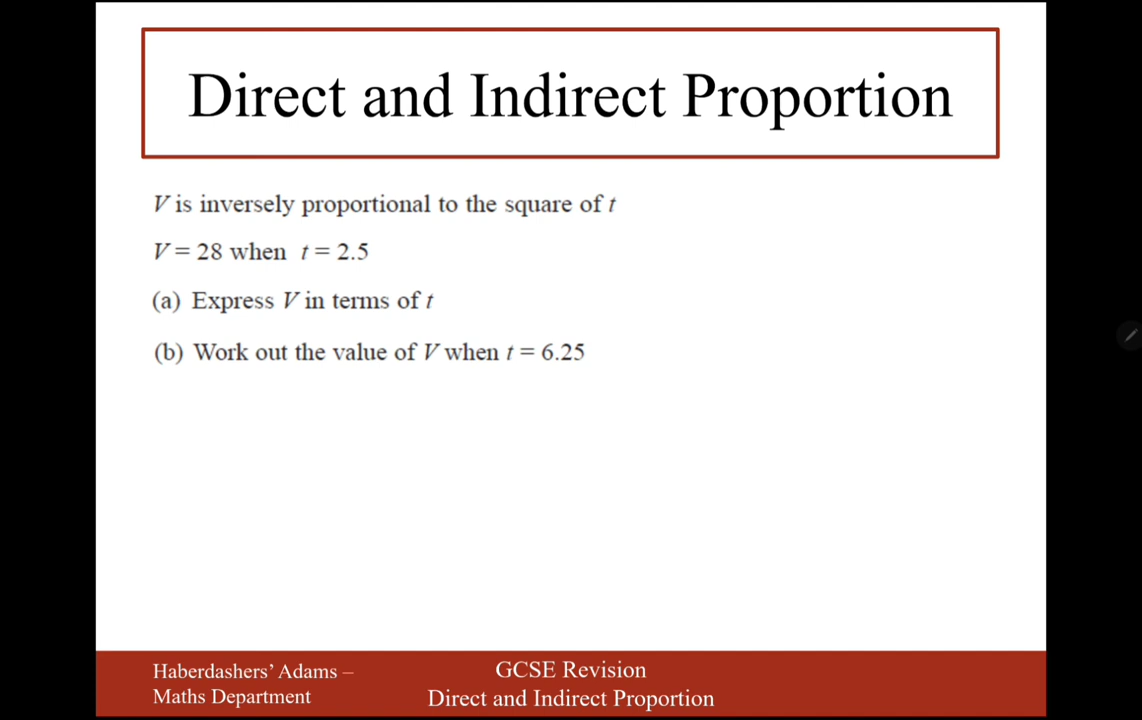 Direct and Indirect Proportion
V is inversely proportional to the square of t
V = 28 when t = 2.5
(a) Express V in terms of t
(b) Work out the value of V when t = 6.25
Haberdashers’ Adams –
Maths Department
GCSE Revision
Direct and Indirect Proportion